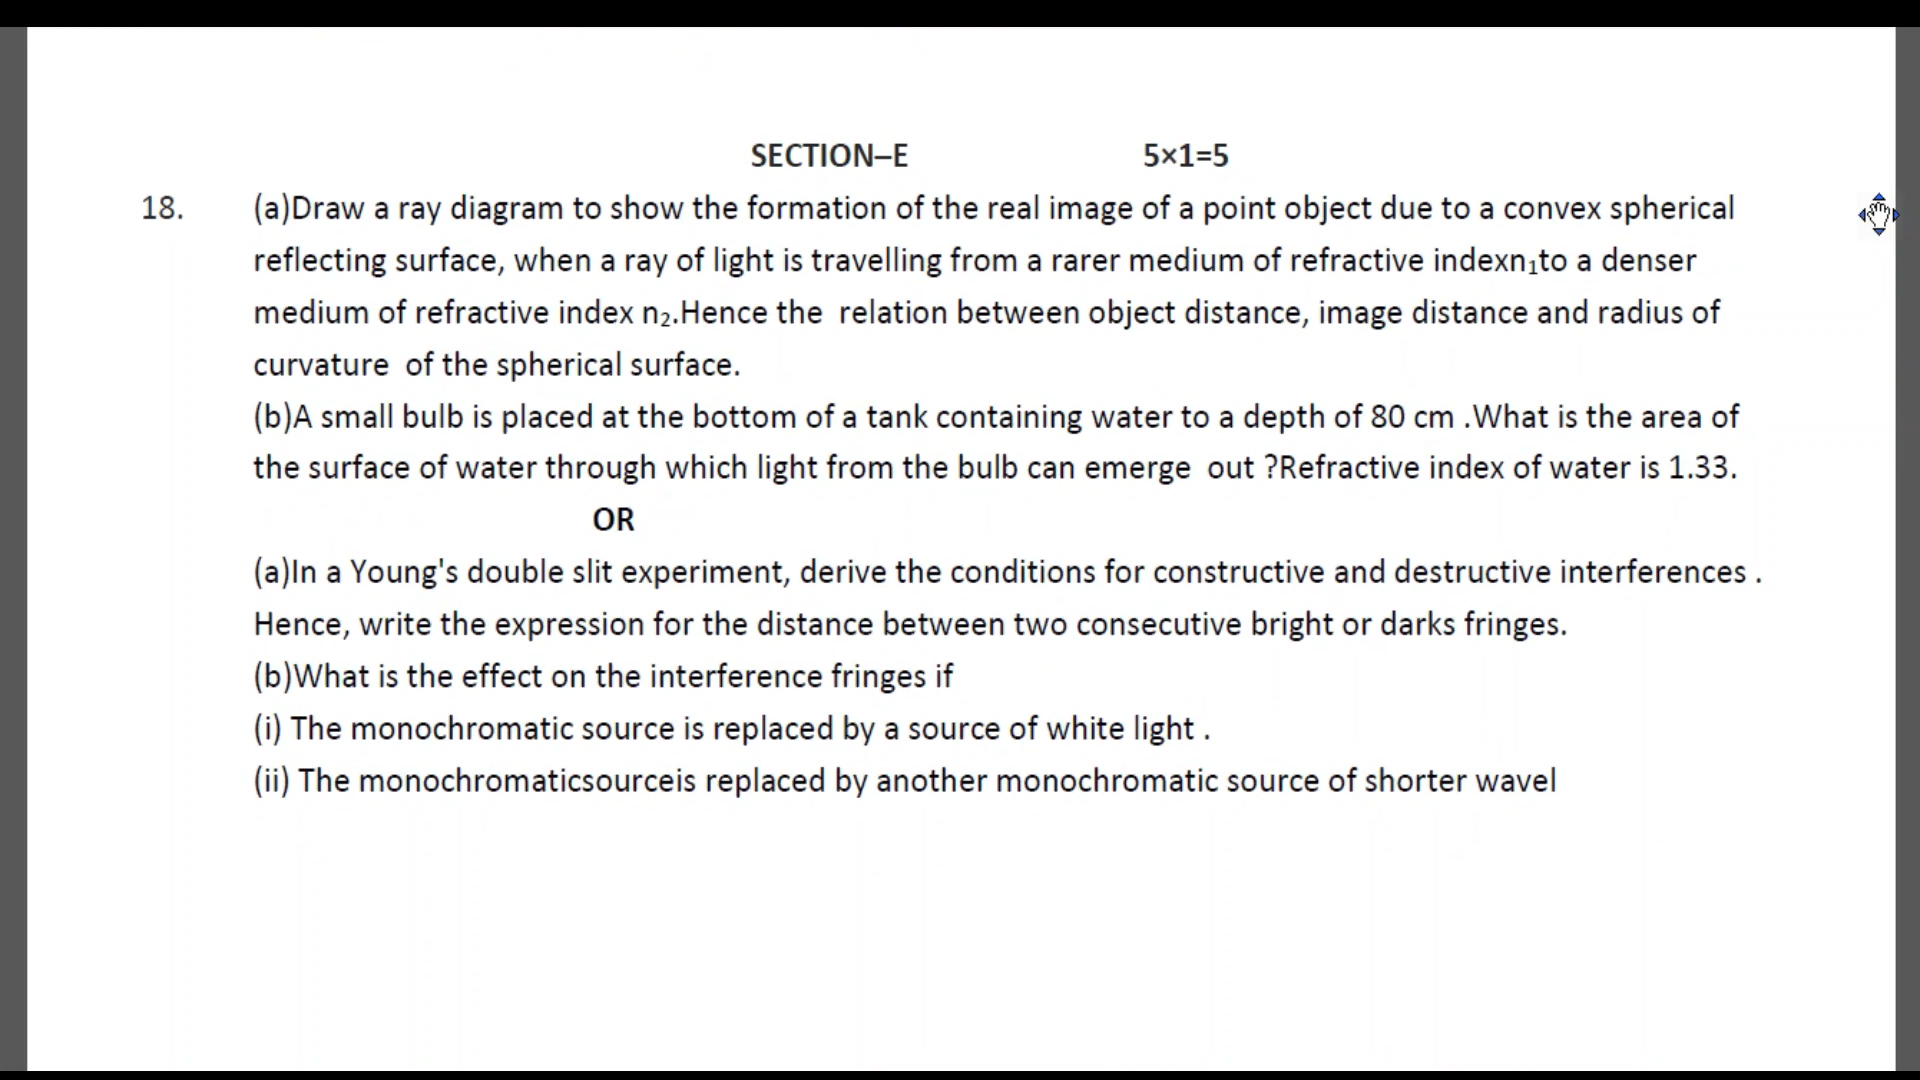 SECTION–E 5×1=5
18. (a)Draw a ray diagram to show the formation of the real image of a point object due to a convex spherical
reflecting surface, when a ray of light is travelling from a rarer medium of refractive indexn₁to a denser
medium of refractive index n₂.Hence the relation between object distance, image distance and radius of
curvature of the spherical surface.
(b)A small bulb is placed at the bottom of a tank containing water to a depth of 80 cm .What is the area of
the surface of water through which light from the bulb can emerge out ?Refractive index of water is 1.33.
OR
(a)In a Young's double slit experiment, derive the conditions for constructive and destructive interferences .
Hence, write the expression for the distance between two consecutive bright or darks fringes.
(b)What is the effect on the interference fringes if
(i) The monochromatic source is replaced by a source of white light .
(ii) The monochromaticsourceis replaced by another monochromatic source of shorter wavel